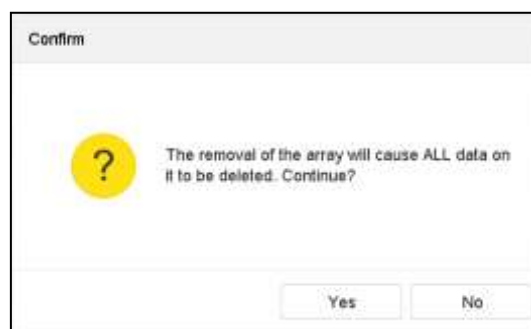 Confirm
?
The removal of the array will cause ALL data on
it to be deleted. Continue?
Yes No